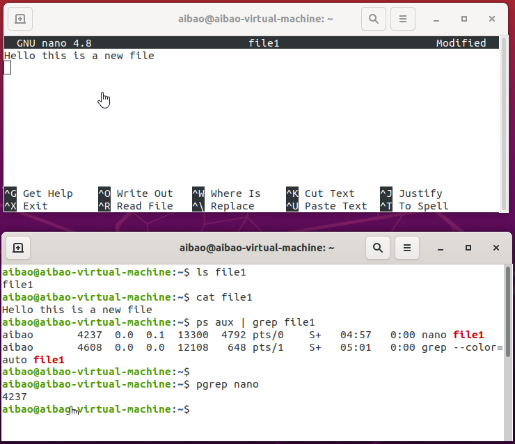 aibao@aibao-virtual-machine: ~
GNU nano 4.8 file1 Modified
Hello this is a new file
^G Get Help ^O Write Out ^W Where Is ^K Cut Text ^J Justify
^X Exit ^R Read File ^\ Replace ^U Paste Text ^T To Spell
aibao@aibao-virtual-machine: ~
aibao@aibao-virtual-machine:~$ ls file1
file1
aibao@aibao-virtual-machine:~$ cat file1
Hello this is a new file
aibao@aibao-virtual-machine:~$ ps aux | grep file1
aibao 4237 0.0 0.1 13300 4792 pts/0 S+ 04:57 0:00 nano file1
aibao 4608 0.0 0.0 12108 648 pts/1 S+ 05:01 0:00 grep --color=
auto file1
aibao@aibao-virtual-machine:~$
aibao@aibao-virtual-machine:~$ pgrep nano
4237
aibao@aibao-virtual-machine:~$